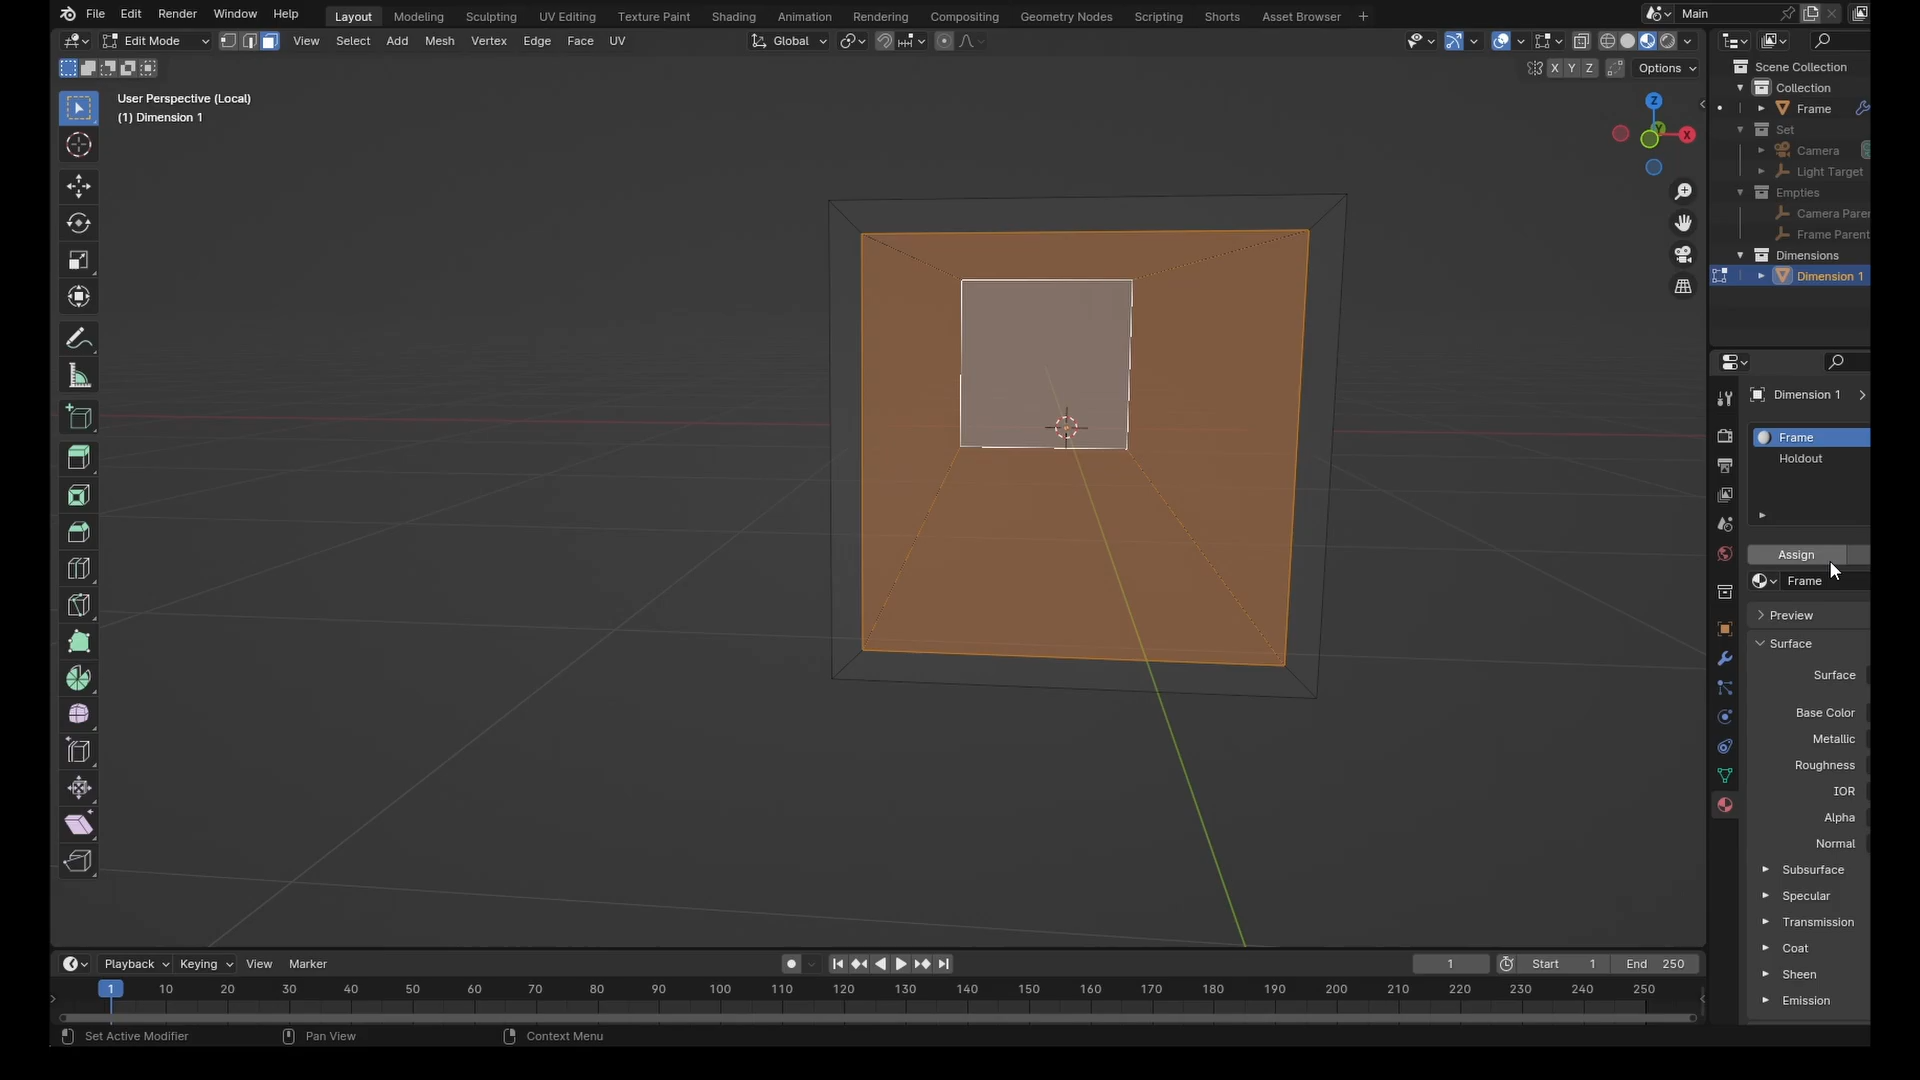 File Edit Render Window Help Layout Modeling Sculpting UV Editing Texture Paint Shading Animation Rendering Compositing Geometry Nodes Scripting Shorts Asset Browser + Main
Edit Mode View Select Add Mesh Vertex Edge Face UV Global
X Y Z Options
User Perspective (Local)
(1) Dimension 1
Z
Y
X
Scene Collection
Collection
Frame
Set
Camera
Light Target
Empties
Camera Pare
Frame Parent
Dimensions
Dimension 1
Dimension 1
Frame
Holdout
Assign
Frame
Preview
Surface
Surface
Base Color
Metallic
Roughness
IOR
Alpha
Normal
Subsurface
Specular
Transmission
Coat
Sheen
Emission
Playback Keying View Marker 1 Start 1 End 250
1 10 20 30 40 50 60 70 80 90 100 110 120 130 140 150 160 170 180 190 200 210 220 230 240 250
Set Active Modifier Pan View Context Menu